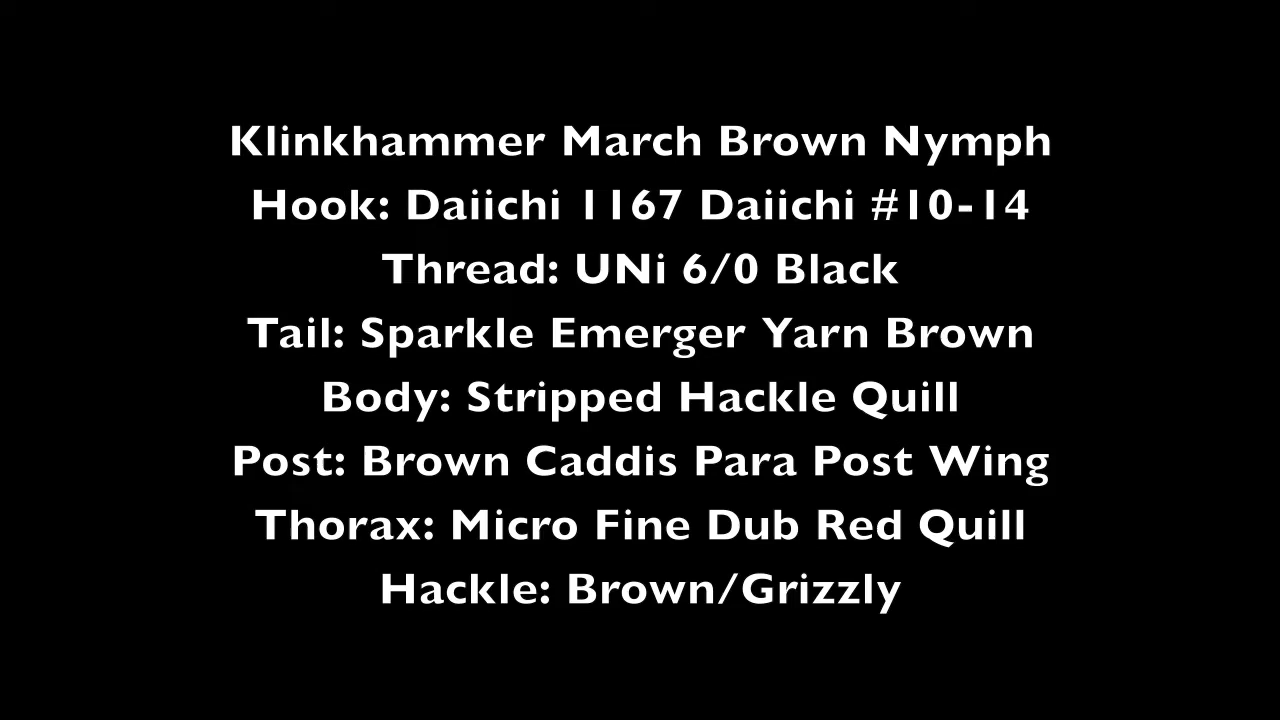 Klinkhammer March Brown Nymph
Hook: Daiichi 1167 Daiichi #10-14
Thread: UNi 6/0 Black
Tail: Sparkle Emerger Yarn Brown
Body: Stripped Hackle Quill
Post: Brown Caddis Para Post Wing
Thorax: Micro Fine Dub Red Quill
Hackle: Brown/Grizzly